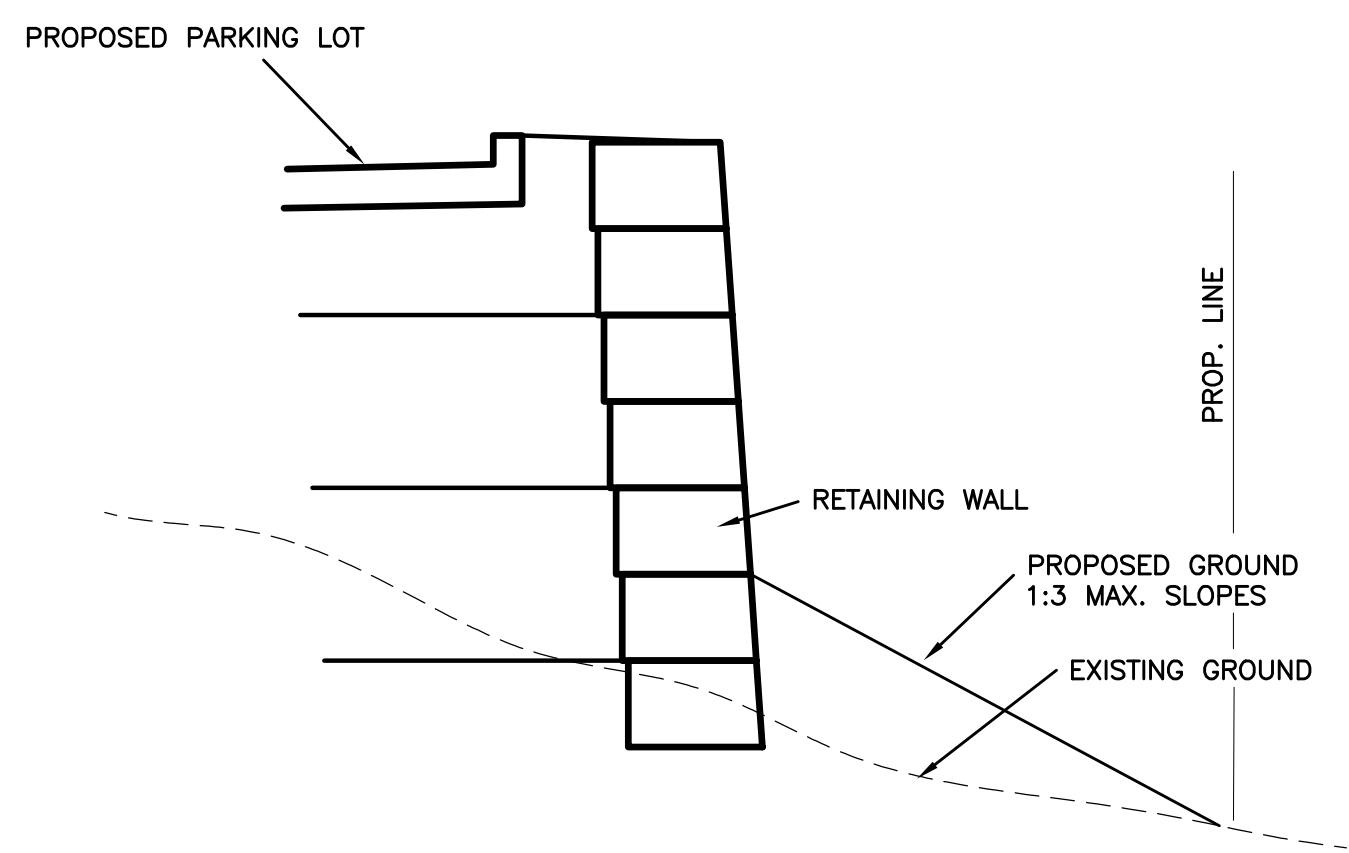 PROPOSED PARKING LOT
PROP. LINE
RETAINING WALL
PROPOSED GROUND
1:3 MAX. SLOPES
EXISTING GROUND